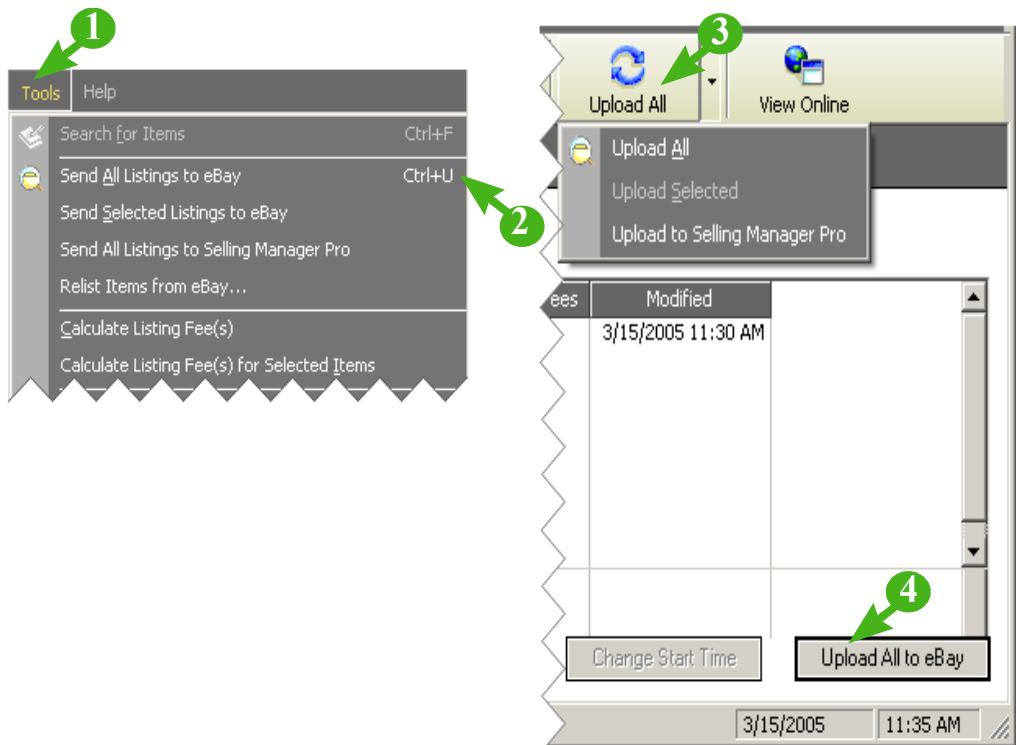 1
Tools Help
Search for Items Ctrl+F
Send All Listings to eBay Ctrl+U
2
Send Selected Listings to eBay
Send All Listings to Selling Manager Pro
Relist Items from eBay...
Calculate Listing Fee(s)
Calculate Listing Fee(s) for Selected Items
3
Upload All View Online
Upload All
Upload Selected
Upload to Selling Manager Pro
ees Modified
3/15/2005 11:30 AM
4
Change Start Time Upload All to eBay
3/15/2005 11:35 AM